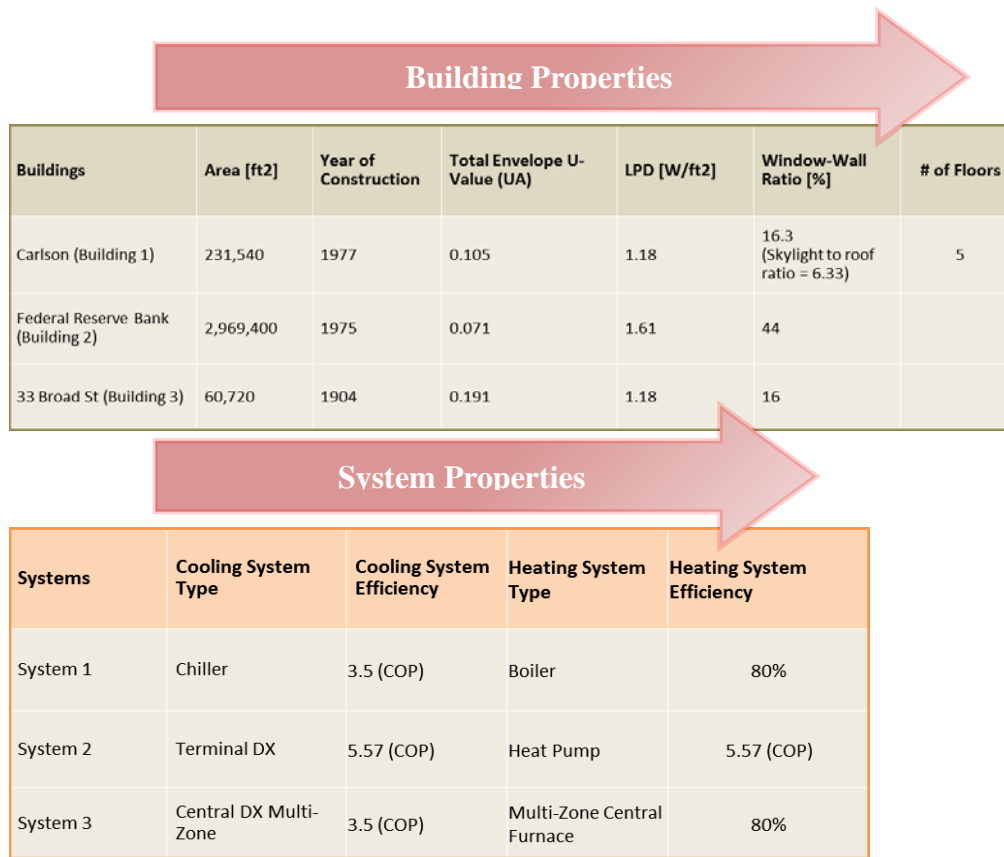 Building Properties
Buildings Area [ft2] Year of Construction Total Envelope U-Value (UA) LPD [W/ft2] Window-Wall Ratio [%] # of Floors
Carlson (Building 1) 231,540 1977 0.105 1.18 16.3 (Skylight to roof ratio = 6.33) 5
Federal Reserve Bank (Building 2) 2,969,400 1975 0.071 1.61 44
33 Broad St (Building 3) 60,720 1904 0.191 1.18 16
System Properties
Systems Cooling System Type Cooling System Efficiency Heating System Type Heating System Efficiency
System 1 Chiller 3.5 (COP) Boiler 80%
System 2 Terminal DX 5.57 (COP) Heat Pump 5.57 (COP)
System 3 Central DX Multi-Zone 3.5 (COP) Multi-Zone Central Furnace 80%